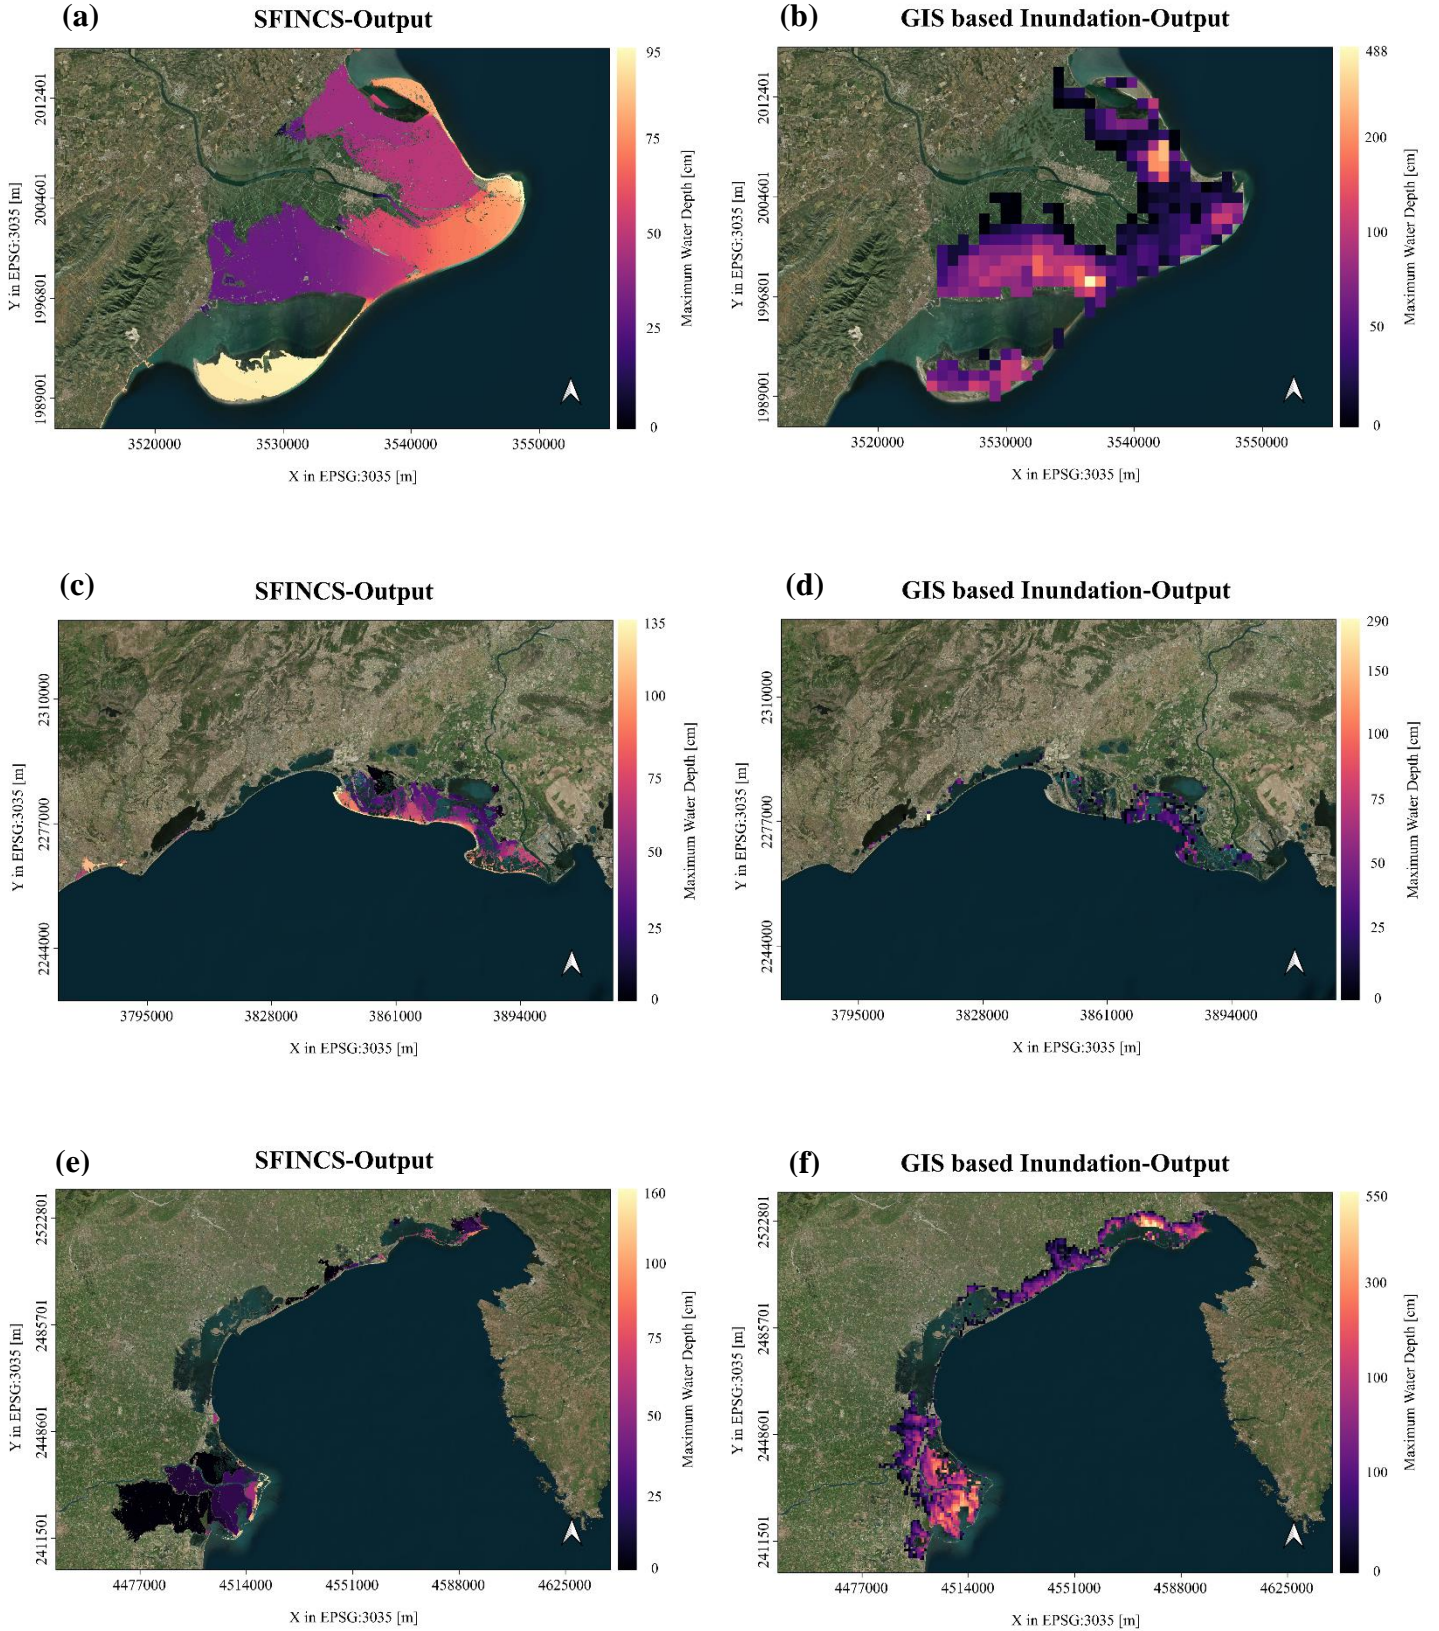 (a) SFINCS-Output
95
75
50
25
0
Maximum Water Depth [cm]
2012401
2004601
1996801
1989001
Y in EPSG:3035 [m]
3520000 3530000 3540000 3550000
X in EPSG:3035 [m]
(b) GIS based Inundation-Output
488
200
100
50
0
Maximum Water Depth [cm]
2012401
2004601
1996801
1989001
Y in EPSG:3035 [m]
3520000 3530000 3540000 3550000
X in EPSG:3035 [m]
(c) SFINCS-Output
135
100
75
50
25
0
Maximum Water Depth [cm]
2310000
2277000
2244000
Y in EPSG:3035 [m]
3795000 3828000 3861000 3894000
X in EPSG:3035 [m]
(d) GIS based Inundation-Output
290
150
100
75
50
25
0
Maximum Water Depth [cm]
2310000
2277000
2244000
Y in EPSG:3035 [m]
3795000 3828000 3861000 3894000
X in EPSG:3035 [m]
(e) SFINCS-Output
160
100
75
50
25
0
Maximum Water Depth [cm]
2522801
2485701
2448601
2411501
Y in EPSG:3035 [m]
4477000 4514000 4551000 4588000 4625000
X in EPSG:3035 [m]
(f) GIS based Inundation-Output
550
300
100
100
0
Maximum Water Depth [cm]
2522801
2485701
2448601
2411501
Y in EPSG:3035 [m]
4477000 4514000 4551000 4588000 4625000
X in EPSG:3035 [m]